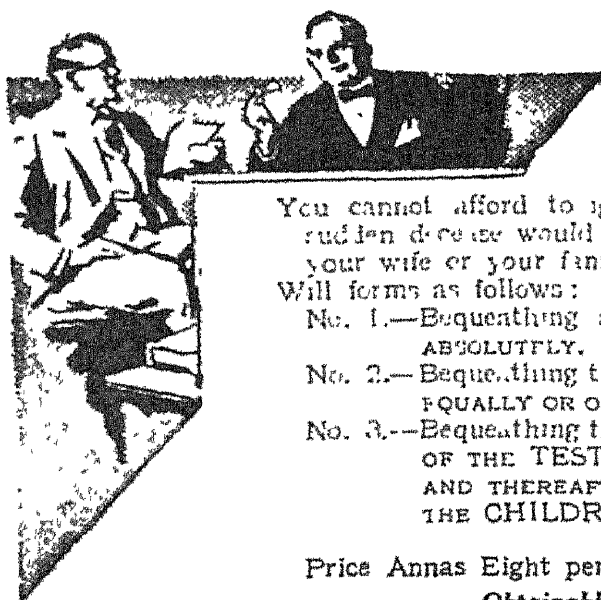 You cannot afford to
sudden decease would
your wife or your
Will forms as follows:
No. 1.—Bequeathing
ABSOLUTELY.
No. 2.—Bequeathing
EQUALLY OR
No. 3.—Bequeathing
OF THE TEST
AND THEREAF
THE CHILDR
Price Annas Eight per